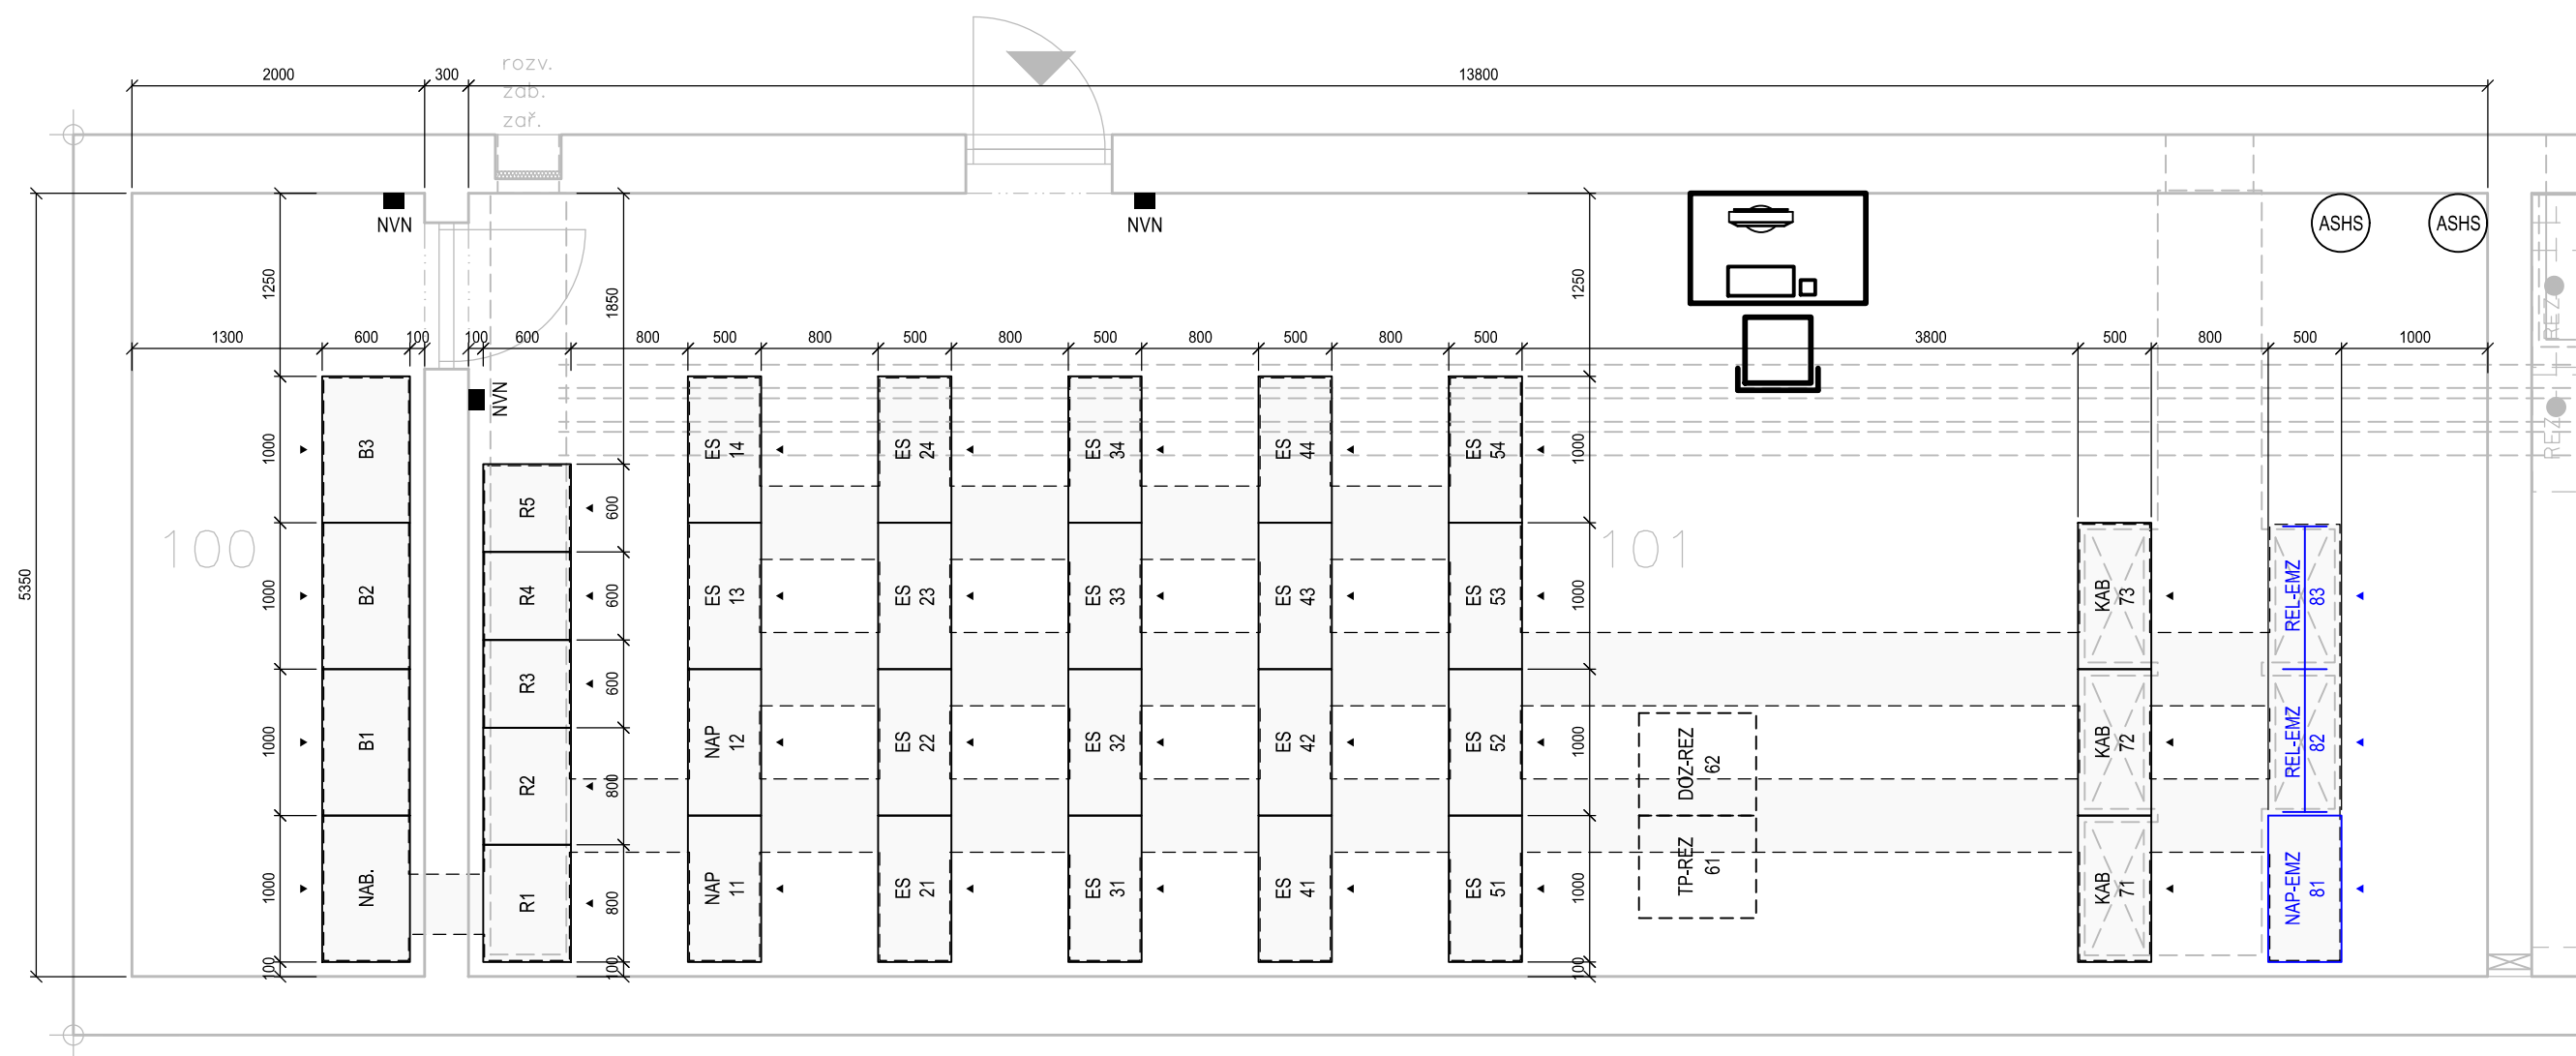 rozv.
zab.
zař.
2000
300
13800
NVN
NVN
ASHS
ASHS
1250
1850
1250
REZ
1300
600
100
100
600
800
500
800
500
800
500
800
500
800
500
3800
500
800
500
1000
NVN
REZ
5350
100
101
1000
1000
1000
1000
100
B3
B2
B1
NAB.
R5
R4
R3
R2
R1
600
600
600
800
800
100
ES
14
ES
13
NAP
12
NAP
11
ES
24
ES
23
ES
22
ES
21
ES
34
ES
33
ES
32
ES
31
ES
44
ES
43
ES
42
ES
41
ES
54
ES
53
ES
52
ES
51
1000
1000
1000
1000
100
DOZ-REZ
62
TP-REZ
61
KAB
73
KAB
72
KAB
71
REL-EMZ
83
REL-EMZ
82
NAP-EMZ
81